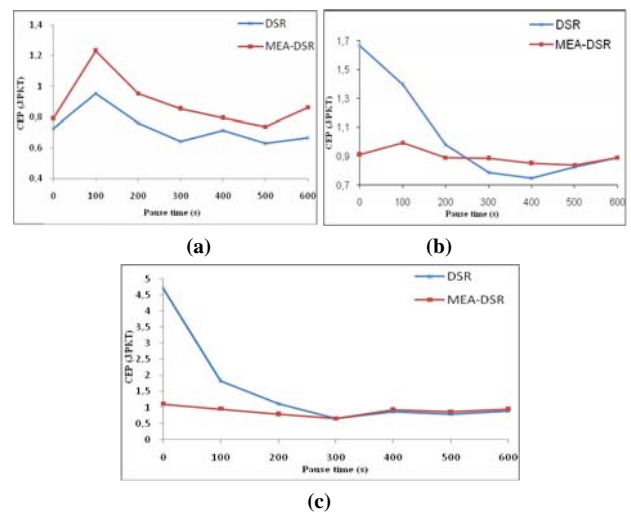 DSR
MEA-DSR
CEP (J/PKT)
1,4
1,2
1
0,8
0,6
0,4
0 100 200 300 400 500 600
Pause time (s)
(a)
DSR
MEA-DSR
CEP (J/PKT)
1,7
1,5
1,3
1,1
0,9
0,7
0 100 200 300 400 500 600
Pause time (s)
(b)
DSR
MEA-DSR
CEP (J/PKT)
5
4,5
4
3,5
3
2,5
2
1,5
1
0,5
0
0 100 200 300 400 500 600
Pause time (s)
(c)